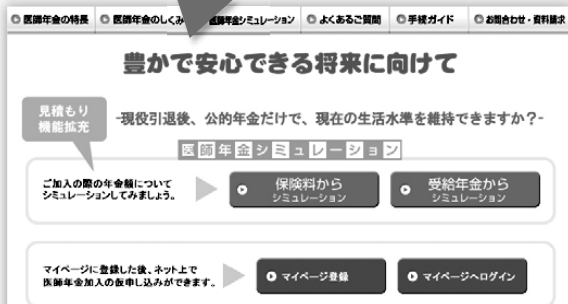 医師年金の特長 医師年金のしくみ 医師年金シミュレーション よくあるご質問 手続ガイド お問合わせ・資料請求
豊かで安心できる将来に向けて
見積もり
機能拡充
-現役引退後、公的年金だけで、現在の生活水準を維持できますか?-
医師年金シミュレーション
ご加入の際の年金額について
シミュレーションしてみましょう。
保険料から
シミュレーション
受給年金から
シミュレーション
マイページに登録した後、ネット上で
医師年金加入の仮申し込みができます。
マイページ登録
マイページへログイン